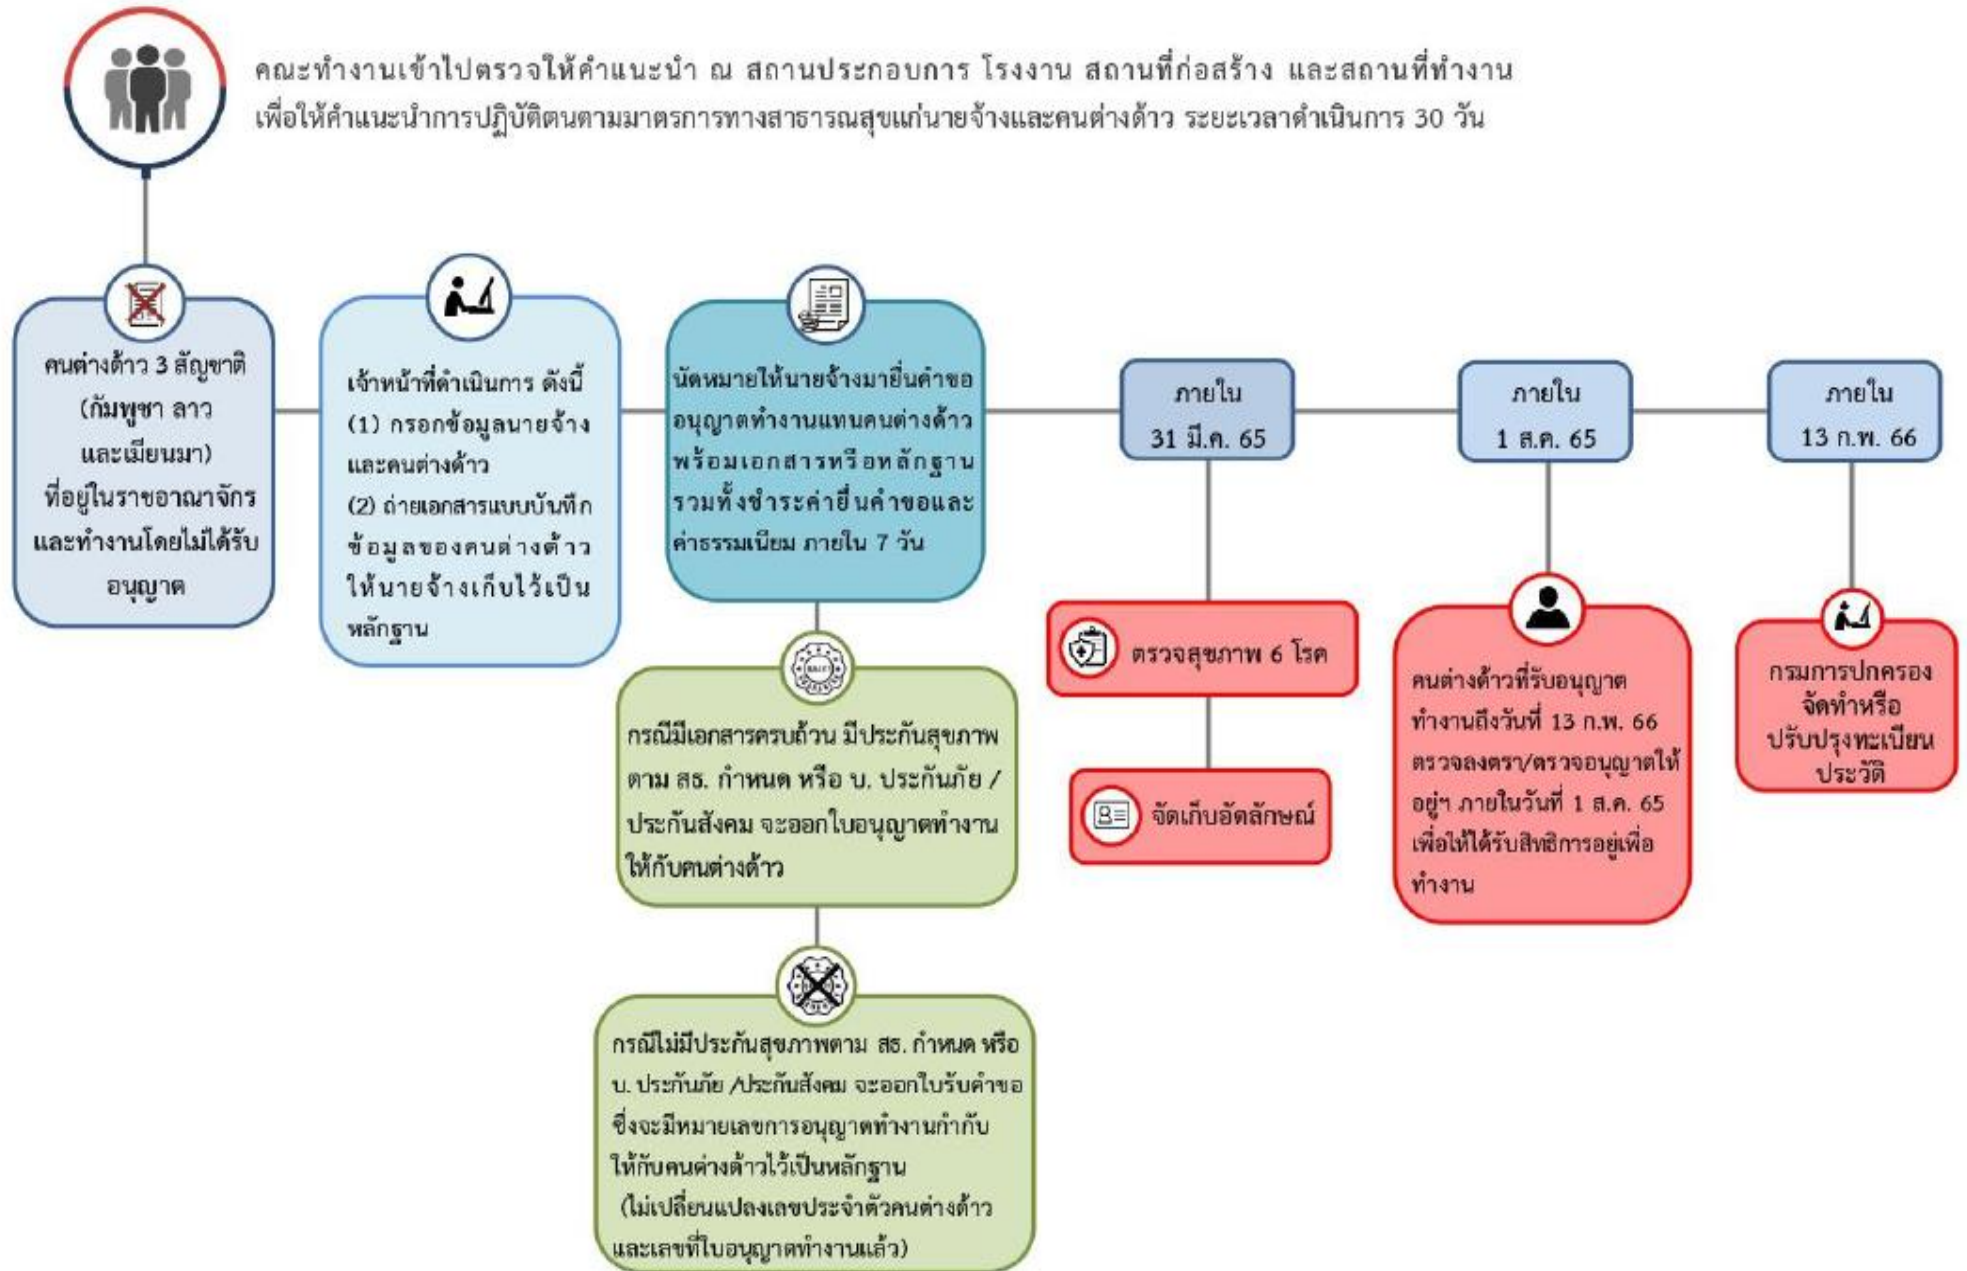 คณะทำงานเข้าไปตรวจให้คำแนะนำ ณ สถานประกอบการ โรงงาน สถานที่ก่อสร้าง และสถานที่ทำงาน
เพื่อให้คำแนะนำการปฏิบัติตนตามมาตรการทางสาธารณสุขแก่นายจ้างและคนต่างด้าว ระยะเวลาดำเนินการ 30 วัน
คนต่างด้าว 3 สัญชาติ
(กัมพูชา ลาว
และเมียนมา)
ที่อยู่ในราชอาณาจักร
และทำงานโดยไม่ได้รับ
อนุญาต
เจ้าหน้าที่ดำเนินการ ดังนี้
(1) กรอกข้อมูลนายจ้าง
และคนต่างด้าว
(2) ถ่ายเอกสารแบบบันทึก
ข้อมูลของคนต่างด้าว
ให้นายจ้างเก็บไว้เป็น
หลักฐาน
นัดหมายให้นายจ้างมายื่นคำขอ
อนุญาตทำงานแทนคนต่างด้าว
พร้อมเอกสารหรือหลักฐาน
รวมทั้งชำระค่ายื่นคำขอและ
ค่าธรรมเนียม ภายใน 7 วัน
กรณีมีเอกสารครบถ้วน มีประกันสุขภาพ
ตาม สธ. กำหนด หรือ บ. ประกันภัย /
ประกันสังคม จะออกใบอนุญาตทำงาน
ให้กับคนต่างด้าว
กรณีไม่มีประกันสุขภาพตาม สธ. กำหนด หรือ
บ. ประกันภัย /ประกันสังคม จะออกใบรับคำขอ
ซึ่งจะมีหมายเลขการอนุญาตทำงานกำกับ
ให้กับคนต่างด้าวไว้เป็นหลักฐาน
(ไม่เปลี่ยนแปลงเลขประจำตัวคนต่างด้าว
และเลขที่ใบอนุญาตทำงานแล้ว)
ภายใน
31 มี.ค. 65
ตรวจสุขภาพ 6 โรค
จัดเก็บอัตลักษณ์
ภายใน
1 ส.ค. 65
คนต่างด้าวที่รับอนุญาต
ทำงานถึงวันที่ 13 ก.พ. 66
ตรวจลงตรา/ตรวจอนุญาตให้
อยู่ฯ ภายในวันที่ 1 ส.ค. 65
เพื่อให้ได้รับสิทธิการอยู่เพื่อ
ทำงาน
ภายใน
13 ก.พ. 66
กรมการปกครอง
จัดทำหรือ
ปรับปรุงทะเบียน
ประวัติ